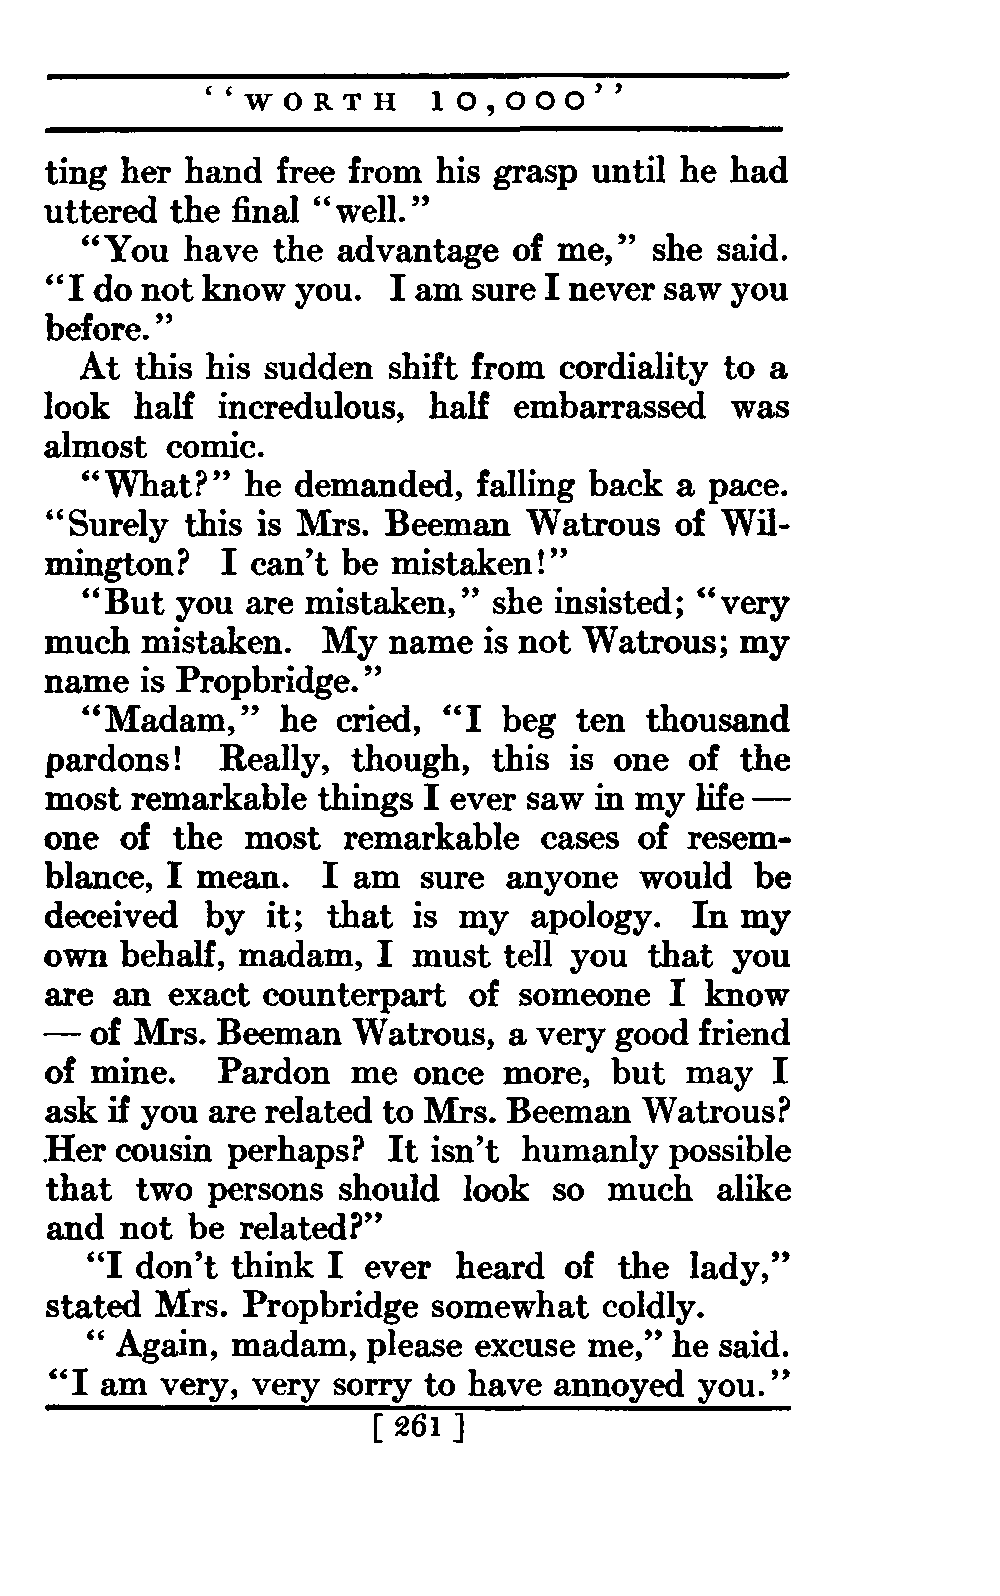 “WORTH 10,000”
ting her hand free from his grasp until he had
uttered the final “well.”
“You have the advantage of me,” she said.
“I do not know you. I am sure I never saw you
before.”
At this his sudden shift from cordiality to a
look half incredulous, half embarrassed was
almost comic.
“What?” he demanded, falling back a pace.
“Surely this is Mrs. Beeman Watrous of Wil-
mington? I can’t be mistaken!”
“But you are mistaken,” she insisted; “very
much mistaken. My name is not Watrous; my
name is Propbridge.”
“Madam,” he cried, “I beg ten thousand
pardons! Really, though, this is one of the
most remarkable things I ever saw in my life —
one of the most remarkable cases of resem-
blance, I mean. I am sure anyone would be
deceived by it; that is my apology. In my
own behalf, madam, I must tell you that you
are an exact counterpart of someone I know
— of Mrs. Beeman Watrous, a very good friend
of mine. Pardon me once more, but may I
ask if you are related to Mrs. Beeman Watrous?
Her cousin perhaps? It isn’t humanly possible
that two persons should look so much alike
and not be related?”
“I don’t think I ever heard of the lady,”
stated Mrs. Propbridge somewhat coldly.
“ Again, madam, please excuse me,” he said.
“I am very, very sorry to have annoyed you.”
[ 261 ]